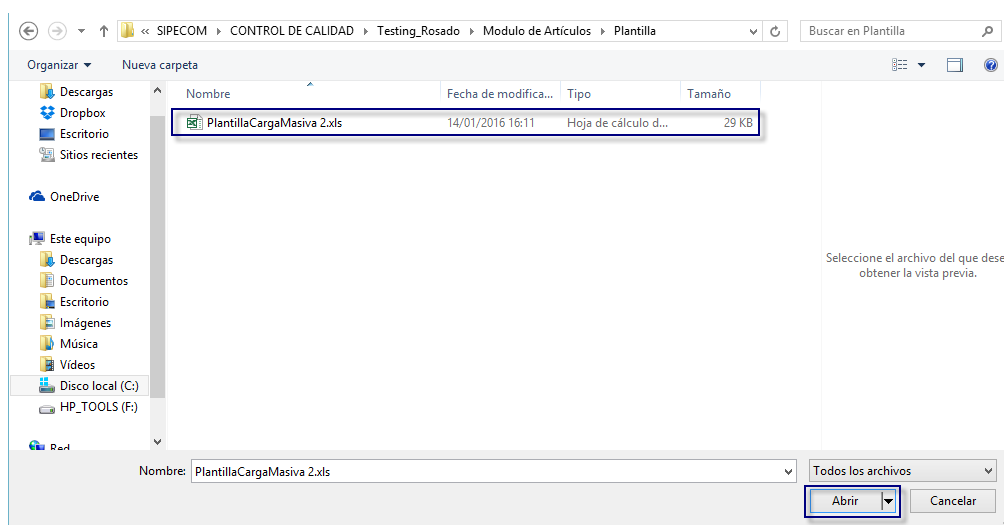 « SIPECOM ▸ CONTROL DE CALIDAD ▸ Testing_Rosado ▸ Modulo de Artículos ▸ Plantilla
Buscar en Plantilla
Organizar
Nueva carpeta
Descargas
Dropbox
Escritorio
Sitios recientes
OneDrive
Este equipo
Descargas
Documentos
Escritorio
Imágenes
Música
Vídeos
Disco local (C:)
HP_TOOLS (F:)
Red
Nombre Fecha de modifica... Tipo Tamaño
PlantillaCargaMasiva 2.xls 14/01/2016 16:11 Hoja de cálculo d... 29 KB
Seleccione el archivo del que dese
obtener la vista previa.
Nombre: PlantillaCargaMasiva 2.xls
Todos los archivos
Abrir
Cancelar